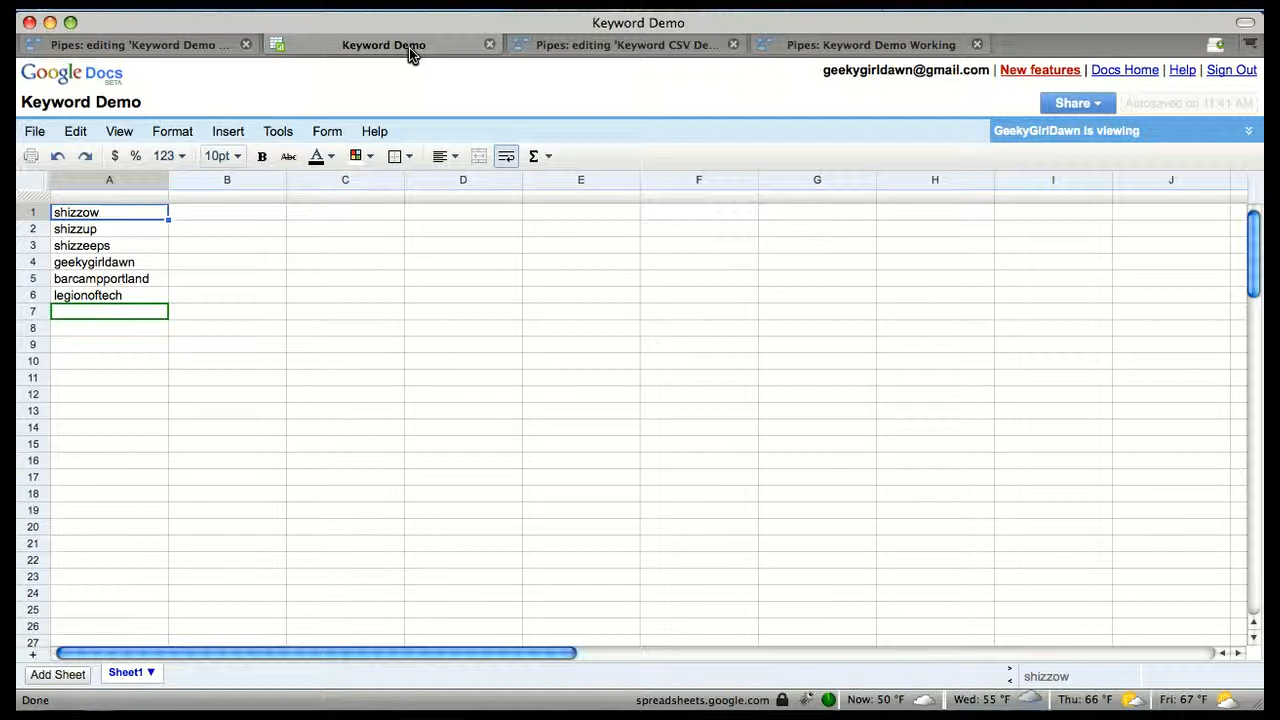 Keyword Demo
Pipes: editing 'Keyword Demo ...
Keyword Demo
Pipes: editing 'Keyword CSV De...
Pipes: Keyword Demo Working
Google Docs
BETA
geekygirldawn@gmail.com | New features | Docs Home | Help | Sign Out
Keyword Demo
Share
Autosaved on 11:41 AM
File Edit View Format Insert Tools Form Help
GeekyGirlDawn is viewing
$ % 123 10pt B Abc A Σ
A B C D E F G H I J
1 shizzow
2 shizzup
3 shizzeeps
4 geekygirldawn
5 barcampportland
6 legionoftech
7
8
9
10
11
12
13
14
15
16
17
18
19
20
21
22
23
24
25
26
27
+
Add Sheet Sheet1 ▼
> <
shizzow
Done
spreadsheets.google.com
Now: 50 °F
Wed: 55 °F
Thu: 66 °F
Fri: 67 °F